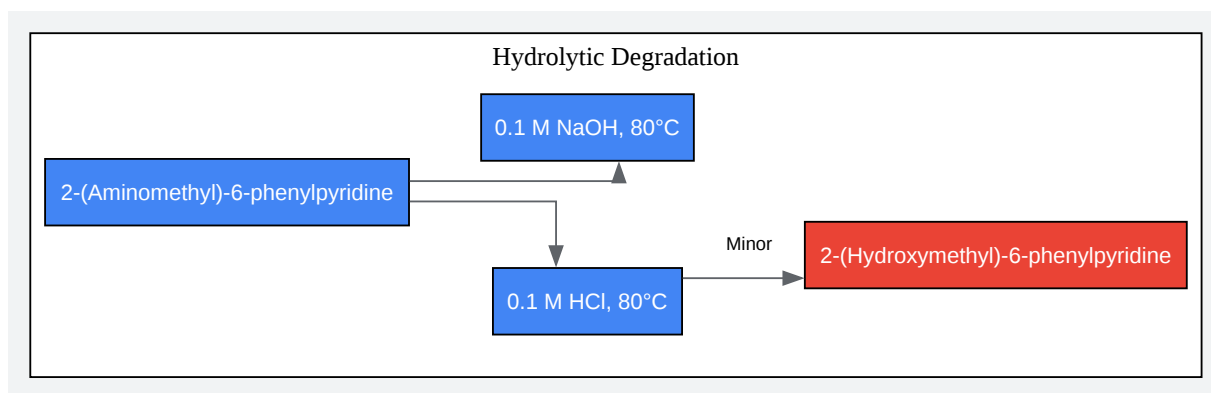 Hydrolytic Degradation
0.1 M NaOH, 80°C
2-(Aminomethyl)-6-phenylpyridine
Minor
2-(Hydroxymethyl)-6-phenylpyridine
0.1 M HCl, 80°C